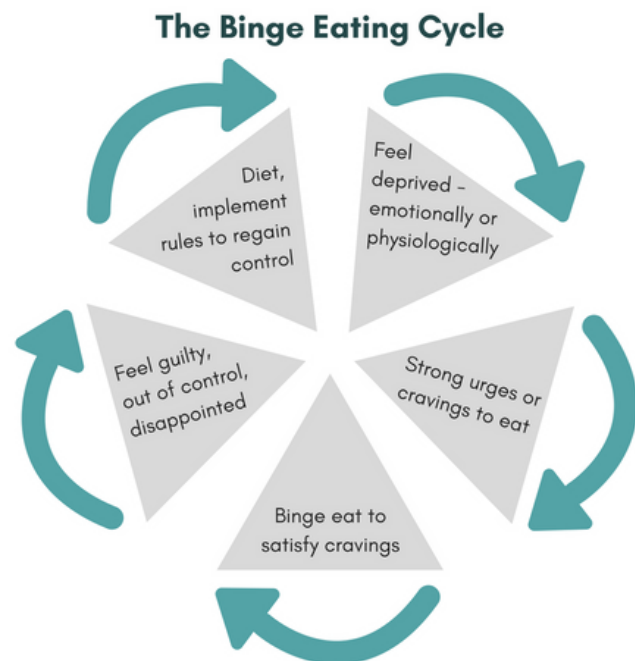 The Binge Eating Cycle
Diet,
implement
rules to regain
control
Feel
deprived -
emotionally or
physiologically
Strong urges or
cravings to eat
Binge eat to
satisfy cravings
Feel guilty,
out of control,
disappointed